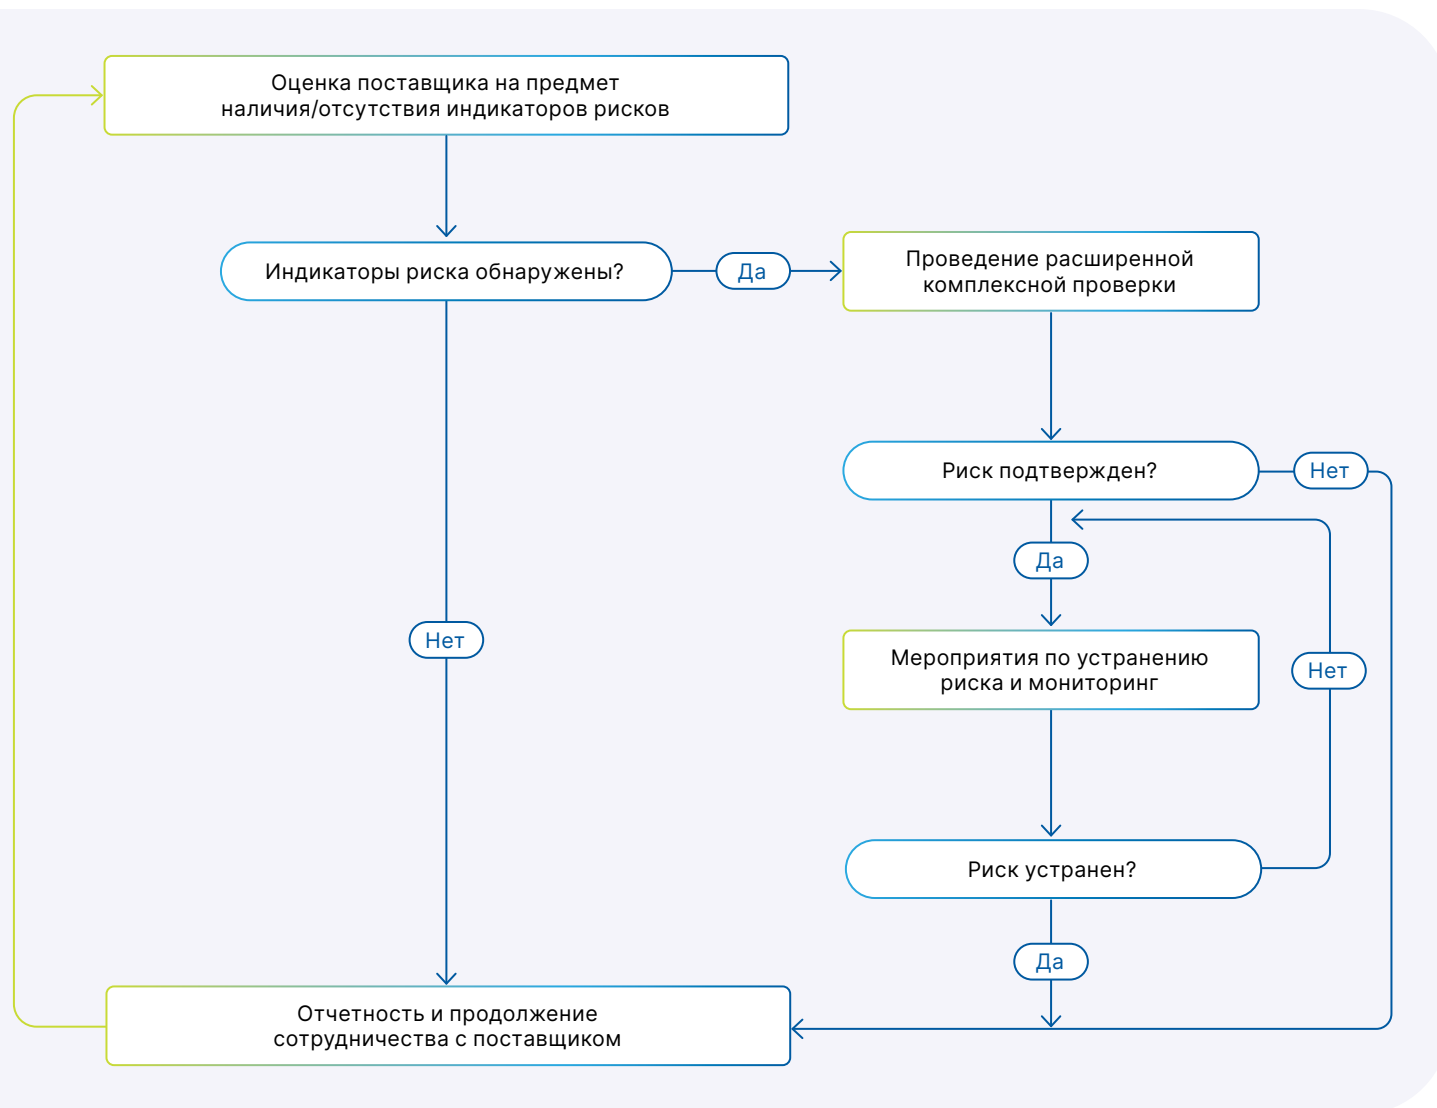 Оценка поставщика на предмет
наличия/отсутствия индикаторов рисков
Индикаторы риска обнаружены?
Да
Проведение расширенной
комплексной проверки
Риск подтвержден?
Нет
Да
Мероприятия по устранению
риска и мониторинг
Нет
Нет
Риск устранен?
Да
Отчетность и продолжение
сотрудничества с поставщиком